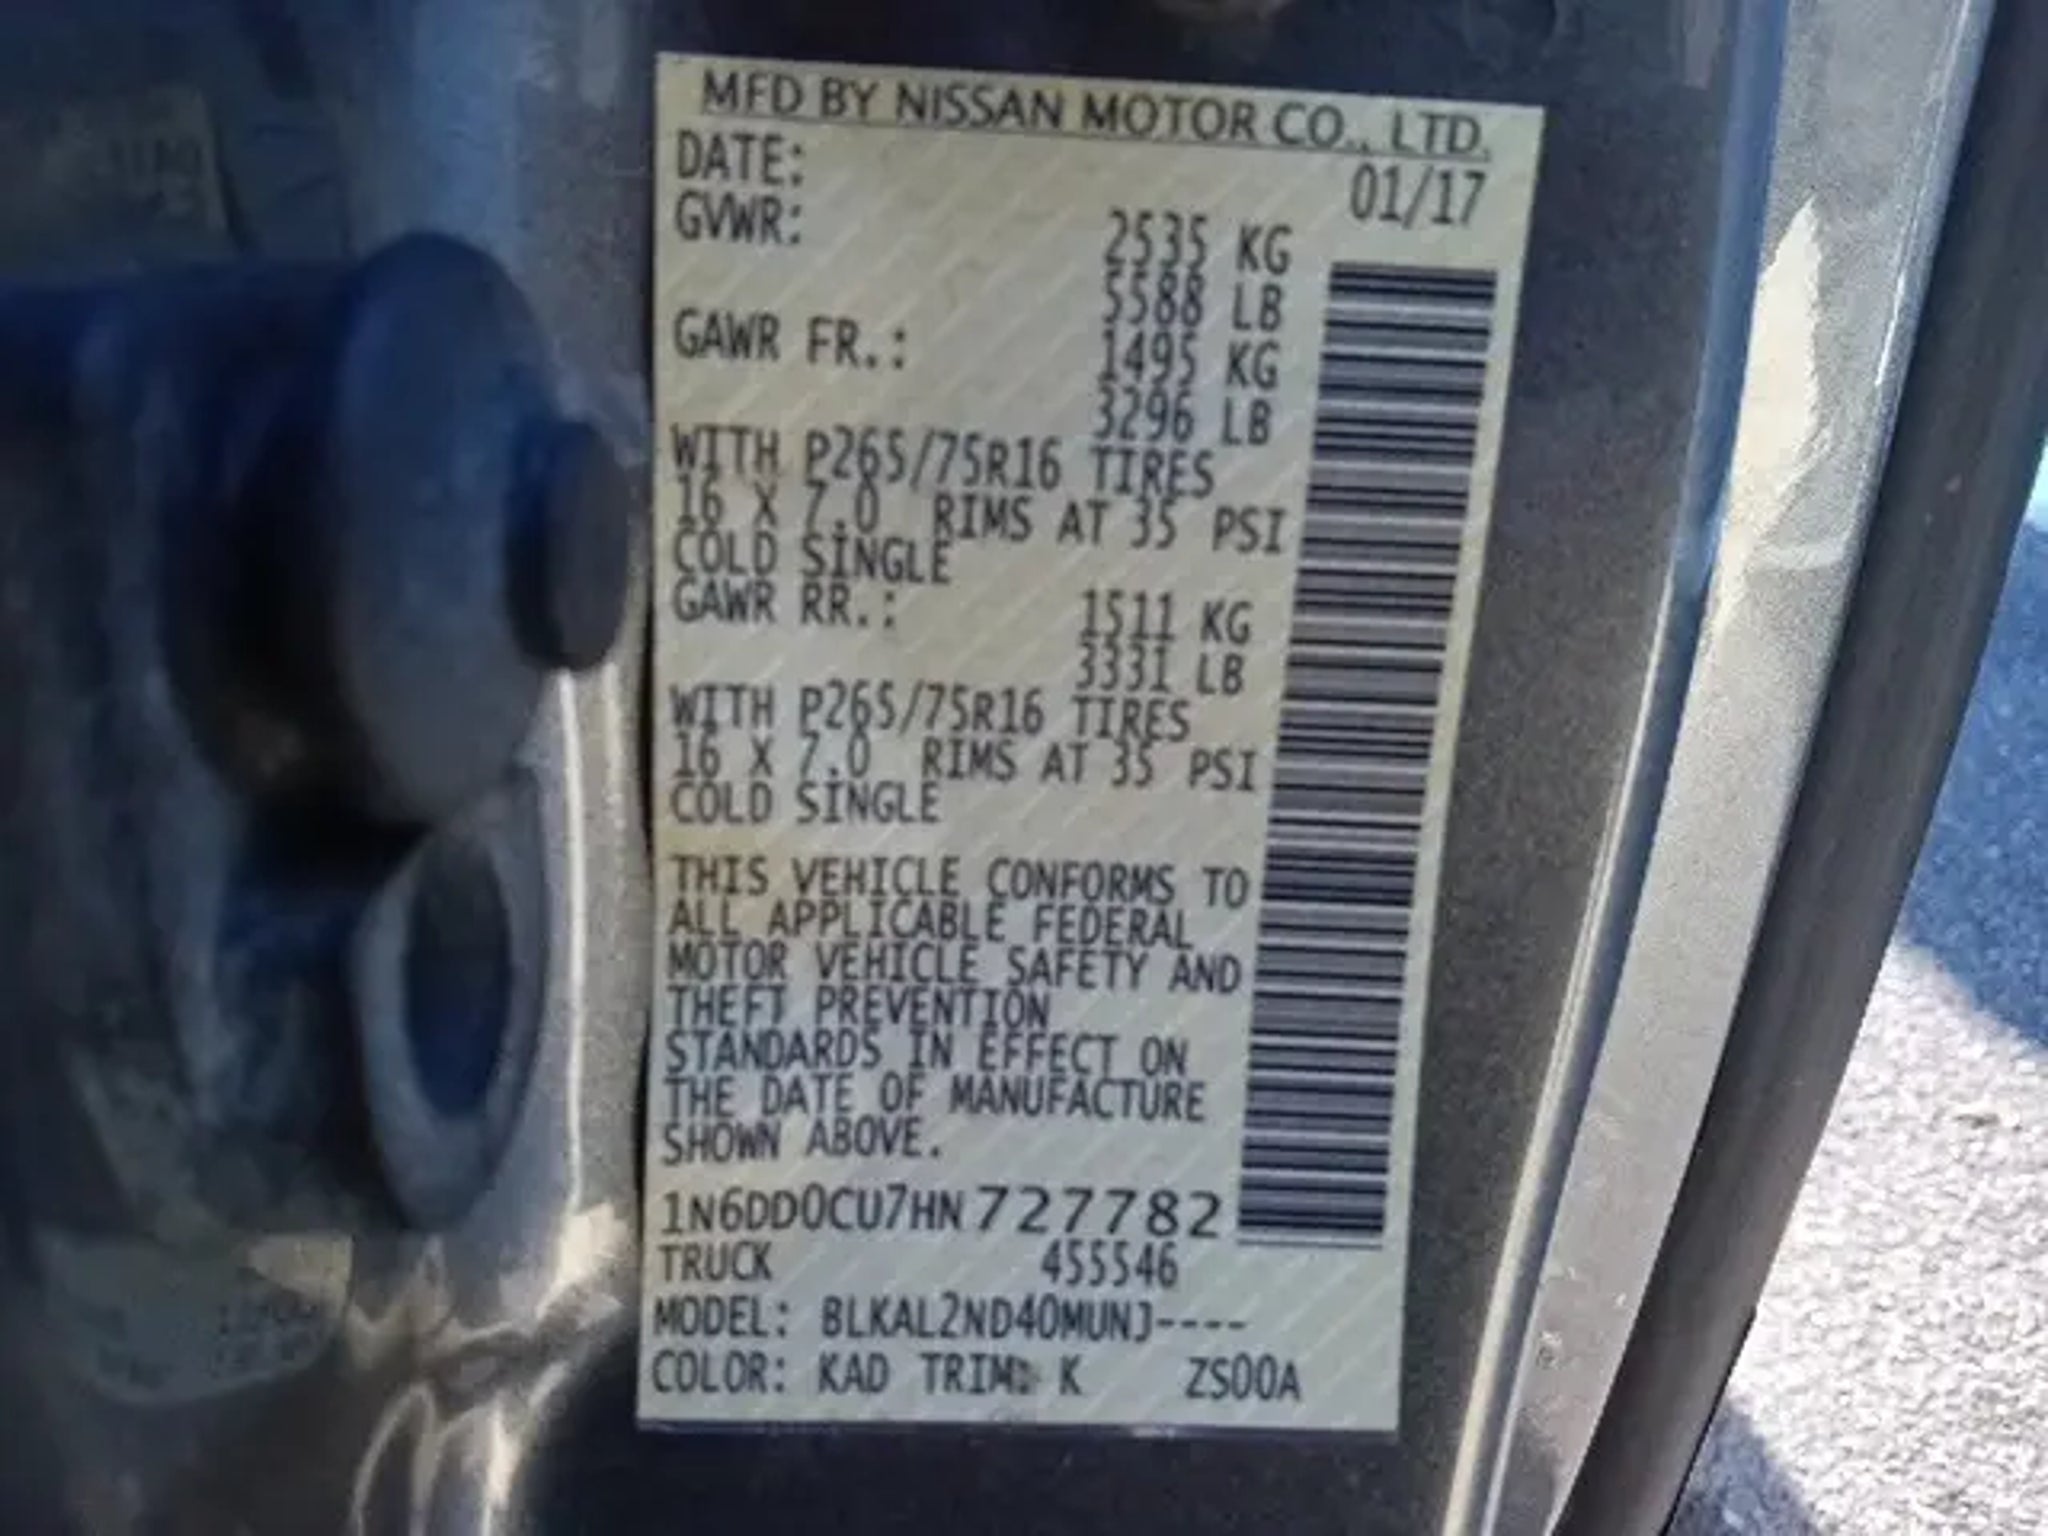 MFD BY NISSAN MOTOR CO., LTD.
DATE: 01/17
GVWR: 2535 KG
5588 LB
GAWR FR.: 1495 KG
3296 LB
WITH P265/75R16 TIRES
16 X 7.0 RIMS AT 35 PSI
COLD SINGLE
GAWR RR.: 1511 KG
3331 LB
WITH P265/75R16 TIRES
16 X 7.0 RIMS AT 35 PSI
COLD SINGLE
THIS VEHICLE CONFORMS TO
ALL APPLICABLE FEDERAL
MOTOR VEHICLE SAFETY AND
THEFT PREVENTION
STANDARDS IN EFFECT ON
THE DATE OF MANUFACTURE
SHOWN ABOVE.
1N6DD0CU7HN727782
TRUCK 455546
MODEL: BLKAL2ND40MUNJ----
COLOR: KAD TRIM: K ZS00A